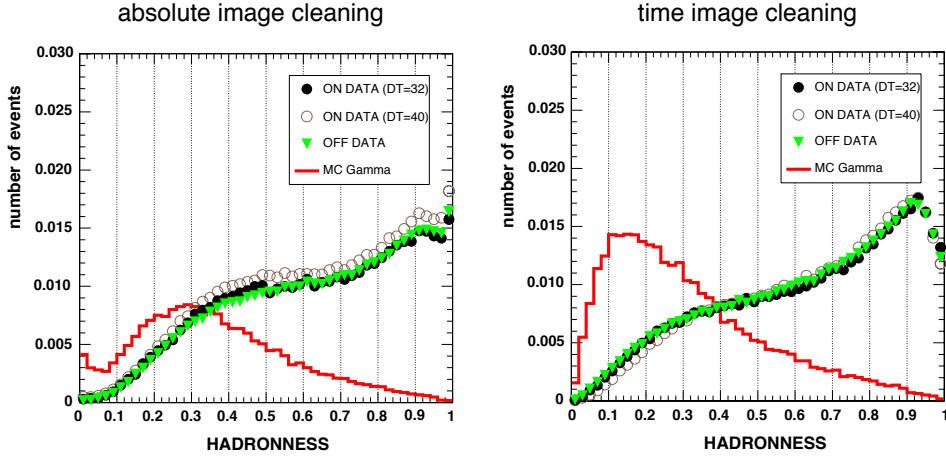 absolute image cleaning
number of events
0.030
0.025
0.020
0.015
0.010
0.005
0
ON DATA (DT=32)
ON DATA (DT=40)
OFF DATA
MC Gamma
0 0.1 0.2 0.3 0.4 0.5 0.6 0.7 0.8 0.9 1
HADRONNESS
time image cleaning
number of events
0.030
0.025
0.020
0.015
0.010
0.005
0
ON DATA (DT=32)
ON DATA (DT=40)
OFF DATA
MC Gamma
0 0.1 0.2 0.3 0.4 0.5 0.6 0.7 0.8 0.9 1
HADRONNESS